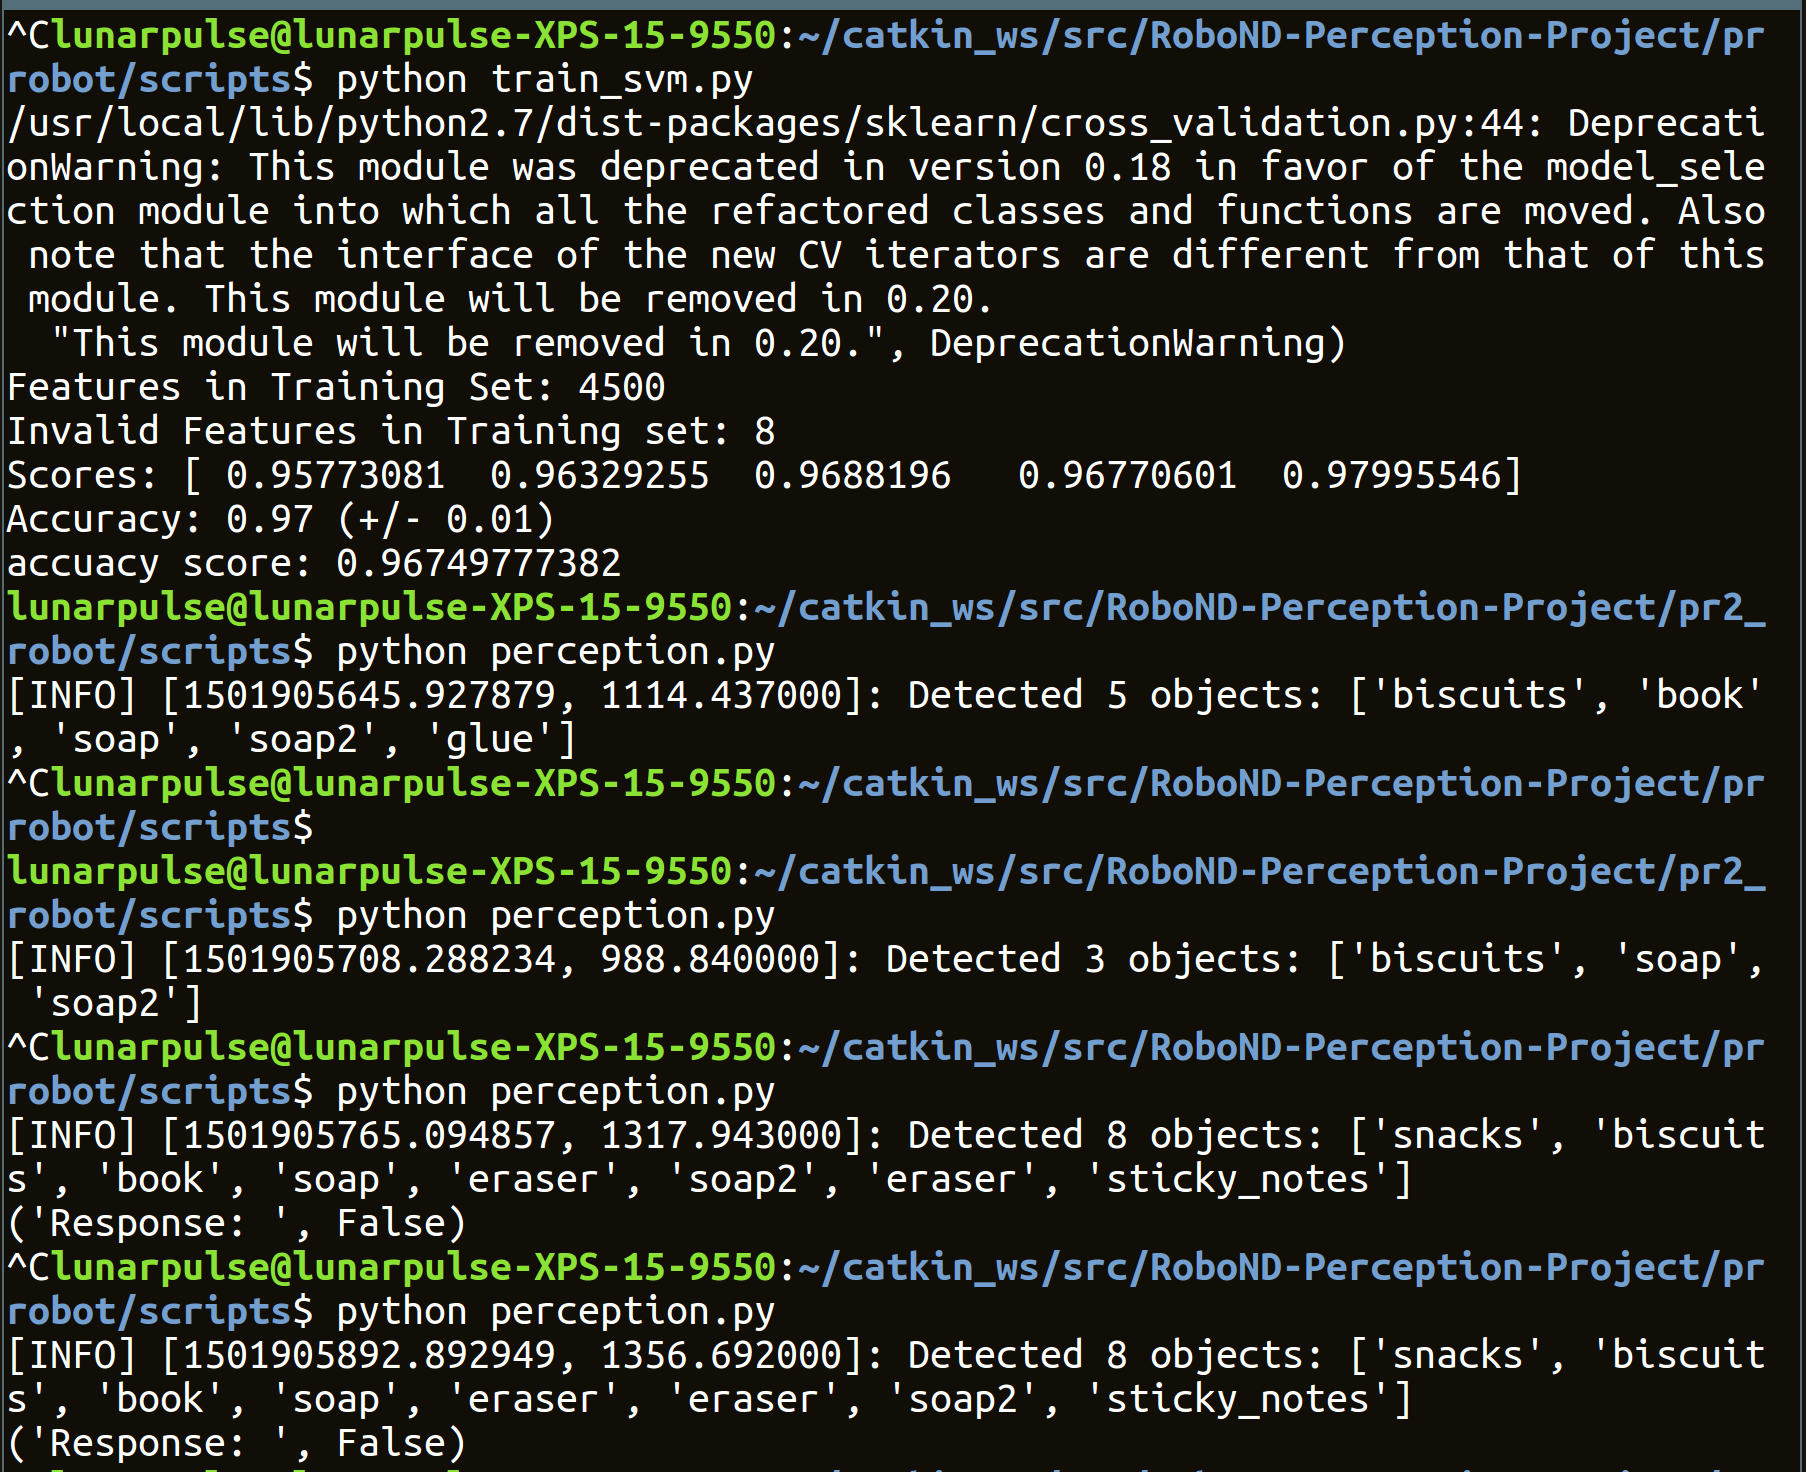 ^Clunarpulse@lunarpulse-XPS-15-9550:~/catkin_ws/src/RoboND-Perception-Project/pr
robot/scripts$ python train_svm.py
/usr/local/lib/python2.7/dist-packages/sklearn/cross_validation.py:44: Deprecati
onWarning: This module was deprecated in version 0.18 in favor of the model_sele
ction module into which all the refactored classes and functions are moved. Also
 note that the interface of the new CV iterators are different from that of this
 module. This module will be removed in 0.20.
  "This module will be removed in 0.20.", DeprecationWarning)
Features in Training Set: 4500
Invalid Features in Training set: 8
Scores: [ 0.95773081  0.96329255  0.9688196   0.96770601  0.97995546]
Accuracy: 0.97 (+/- 0.01)
accuacy score: 0.96749777382
lunarpulse@lunarpulse-XPS-15-9550:~/catkin_ws/src/RoboND-Perception-Project/pr2_
robot/scripts$ python perception.py
[INFO] [1501905645.927879, 1114.437000]: Detected 5 objects: ['biscuits', 'book'
, 'soap', 'soap2', 'glue']
^Clunarpulse@lunarpulse-XPS-15-9550:~/catkin_ws/src/RoboND-Perception-Project/pr
robot/scripts$
lunarpulse@lunarpulse-XPS-15-9550:~/catkin_ws/src/RoboND-Perception-Project/pr2_
robot/scripts$ python perception.py
[INFO] [1501905708.288234, 988.840000]: Detected 3 objects: ['biscuits', 'soap',
 'soap2']
^Clunarpulse@lunarpulse-XPS-15-9550:~/catkin_ws/src/RoboND-Perception-Project/pr
robot/scripts$ python perception.py
[INFO] [1501905765.094857, 1317.943000]: Detected 8 objects: ['snacks', 'biscuit
s', 'book', 'soap', 'eraser', 'soap2', 'eraser', 'sticky_notes']
('Response: ', False)
^Clunarpulse@lunarpulse-XPS-15-9550:~/catkin_ws/src/RoboND-Perception-Project/pr
robot/scripts$ python perception.py
[INFO] [1501905892.892949, 1356.692000]: Detected 8 objects: ['snacks', 'biscuit
s', 'book', 'soap', 'eraser', 'eraser', 'soap2', 'sticky_notes']
('Response: ', False)